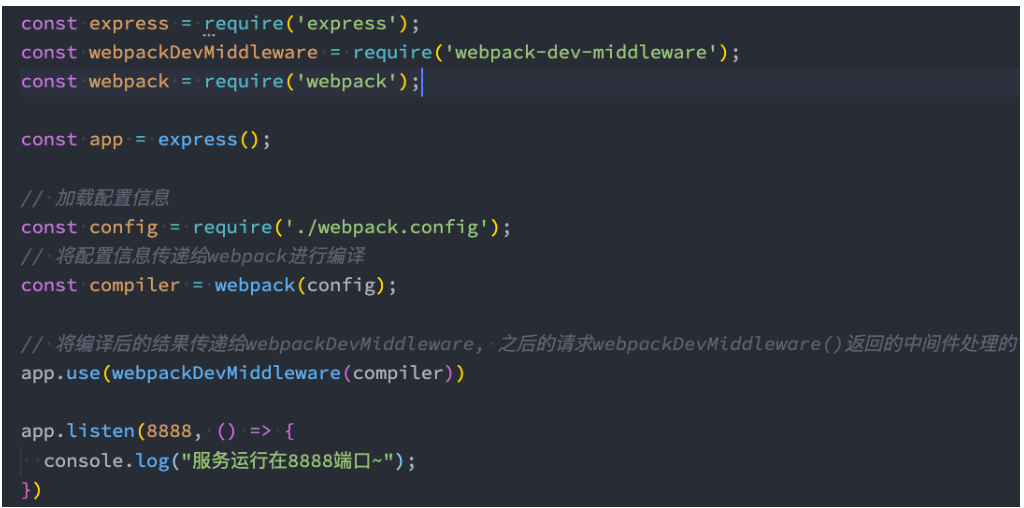 const express = require('express');
const webpackDevMiddleware = require('webpack-dev-middleware');
const webpack = require('webpack');
const app = express();
// 加载配置信息
const config = require('./webpack.config');
// 将配置信息传递给webpack进行编译
const compiler = webpack(config);
// 将编译后的结果传递给webpackDevMiddleware, 之后的请求webpackDevMiddleware()返回的中间件处理的
app.use(webpackDevMiddleware(compiler))
app.listen(8888, () => {
  console.log("服务运行在8888端口~");
})